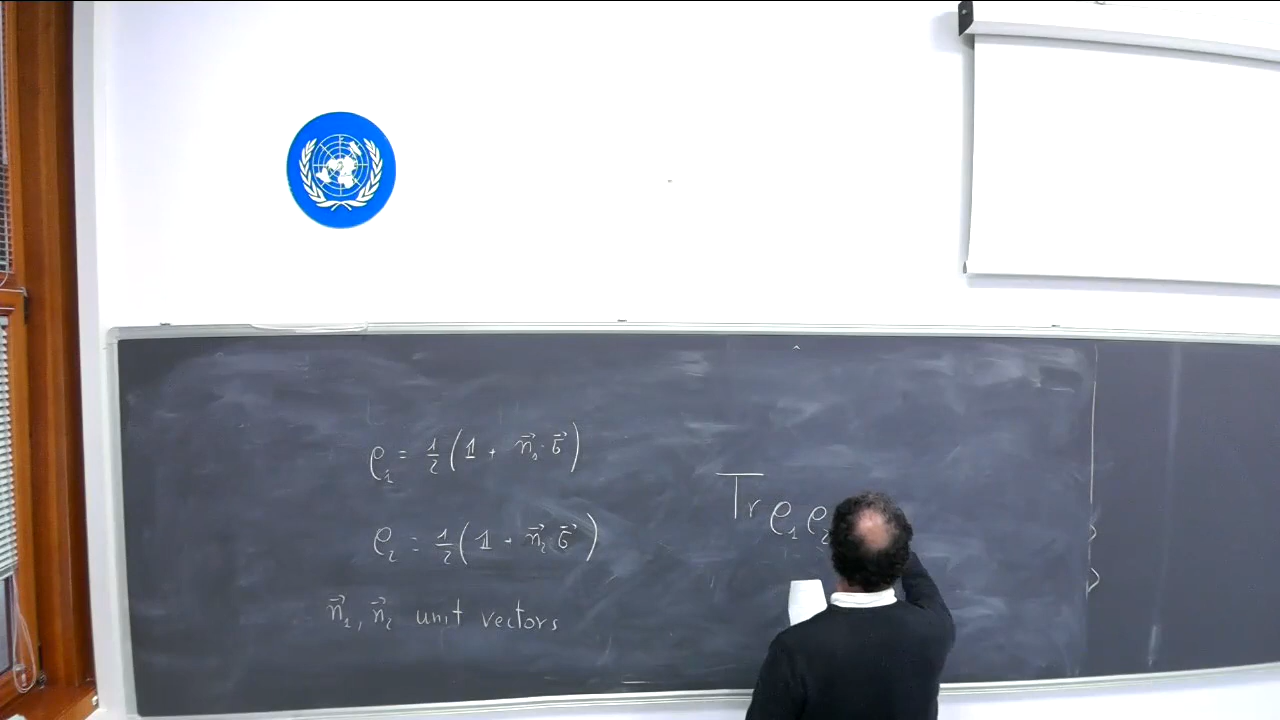 ρ₁ = 1/2 (𝟙 + n⃗₁·σ⃗)
ρ₂ = 1/2 (𝟙 + n⃗₂·σ⃗)
n⃗₁, n⃗₂ unit vectors
Tr ρ₁ ρ₂